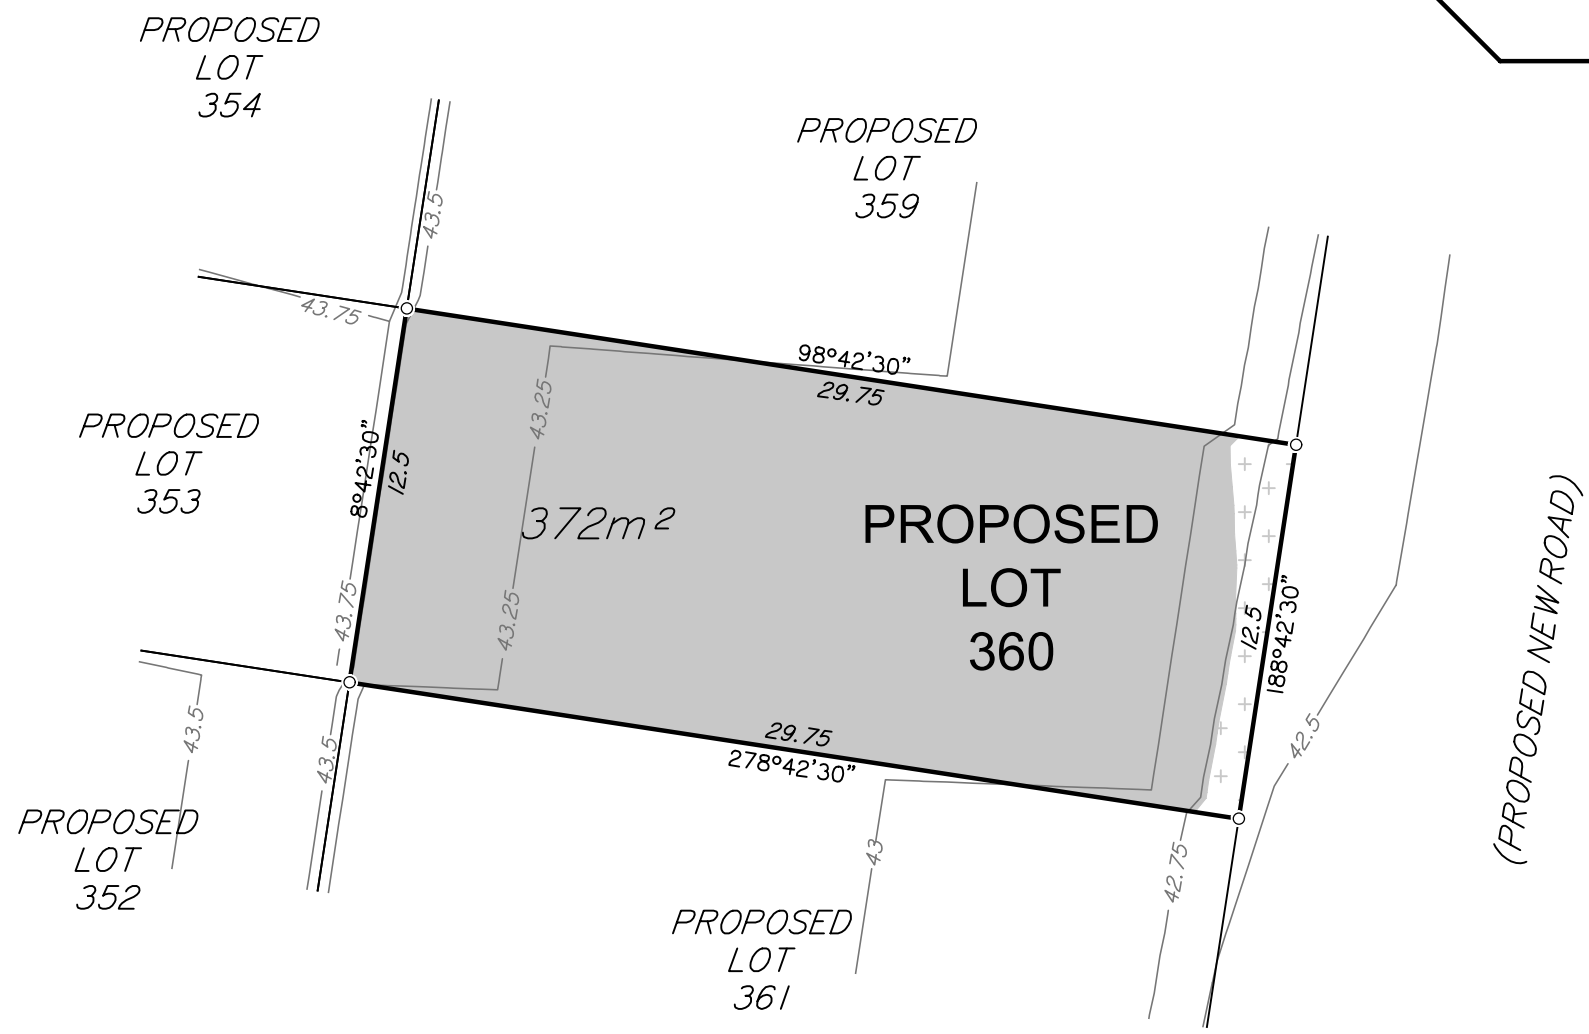 PROPOSED
LOT
354
PROPOSED
LOT
359
43.5
43.75
98°42'30"
29.75
43.25
PROPOSED
LOT
353
8°42'30"
12.5
372m²
PROPOSED
LOT
360
43.75
43.25
12.5
188°42'30"
(PROPOSED NEW ROAD)
43.5
43.5
29.75
278°42'30"
42.5
PROPOSED
LOT
352
43
42.75
PROPOSED
LOT
361